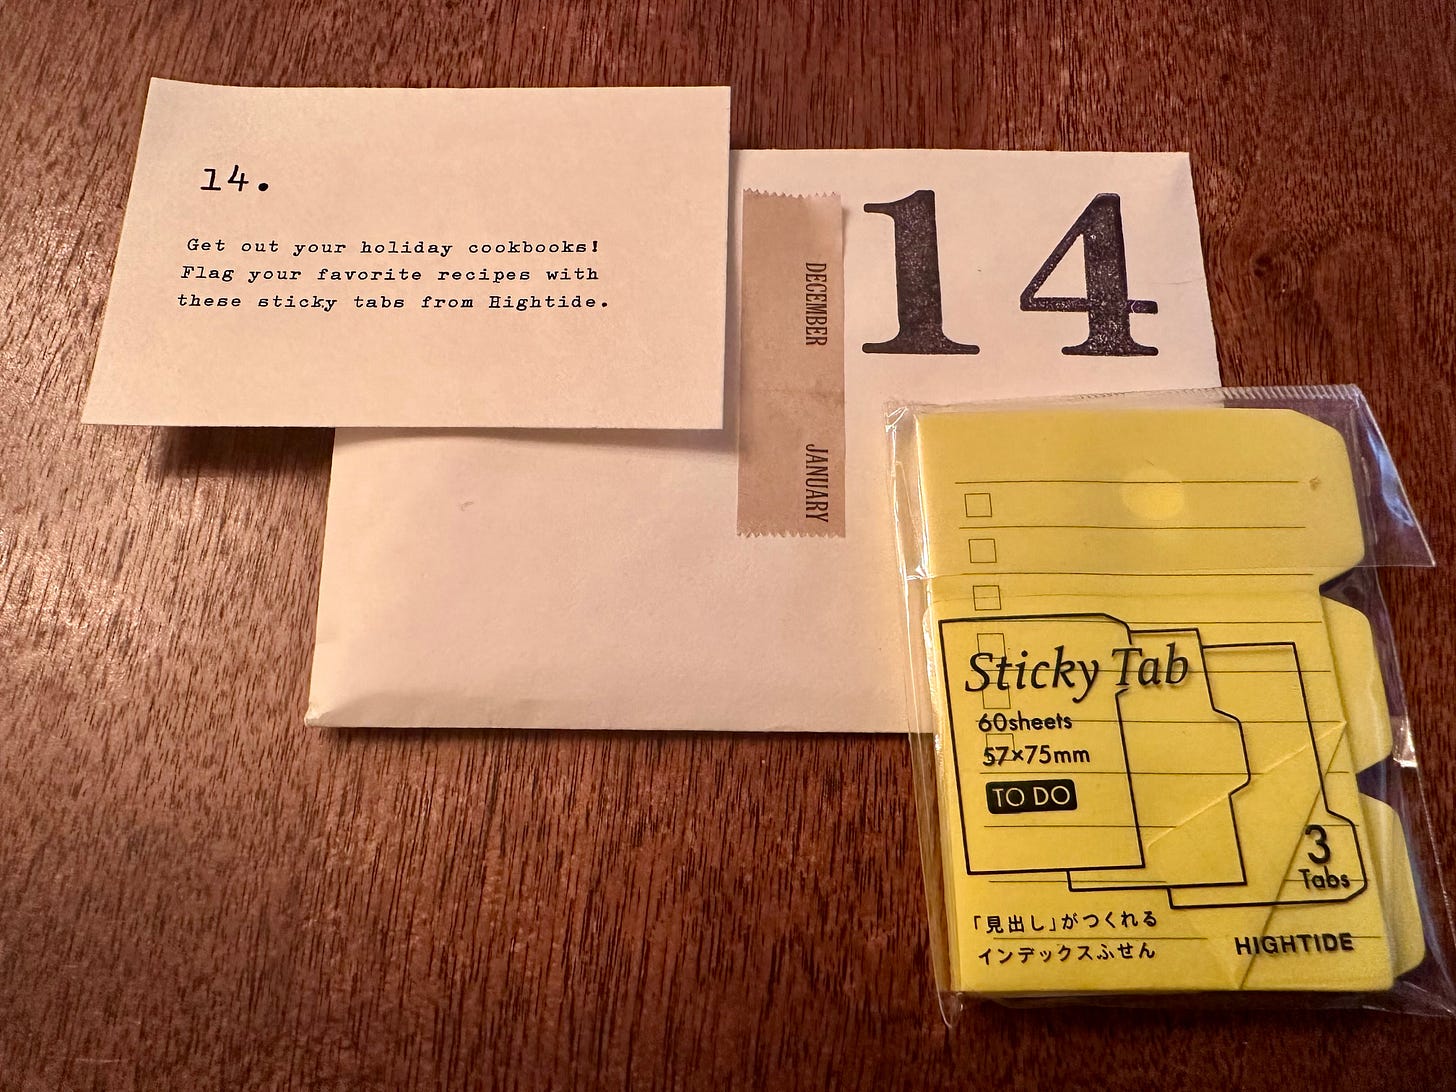 14.
Get out your holiday cookbooks!
Flag your favorite recipes with
these sticky tabs from Hightide.
DECEMBER
JANUARY
14
Sticky Tab
60sheets
57×75mm
TO DO
3
Tabs
「見出し」がつくれる
インデックスふせん
HIGHTIDE